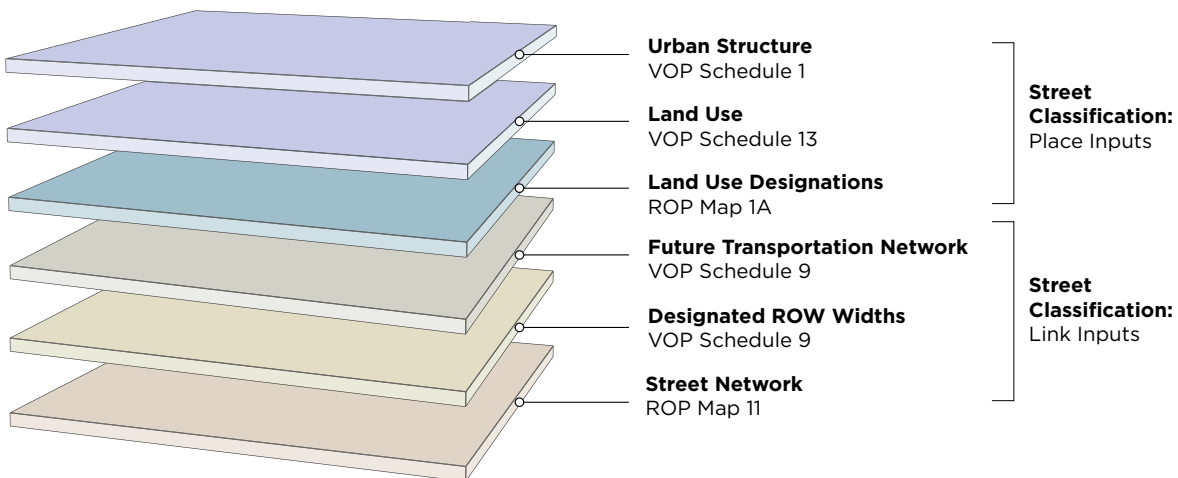 Urban Structure
VOP Schedule 1
Land Use
VOP Schedule 13
Land Use Designations
ROP Map 1A
Street
Classification:
Place Inputs
Future Transportation Network
VOP Schedule 9
Designated ROW Widths
VOP Schedule 9
Street Network
ROP Map 11
Street
Classification:
Link Inputs